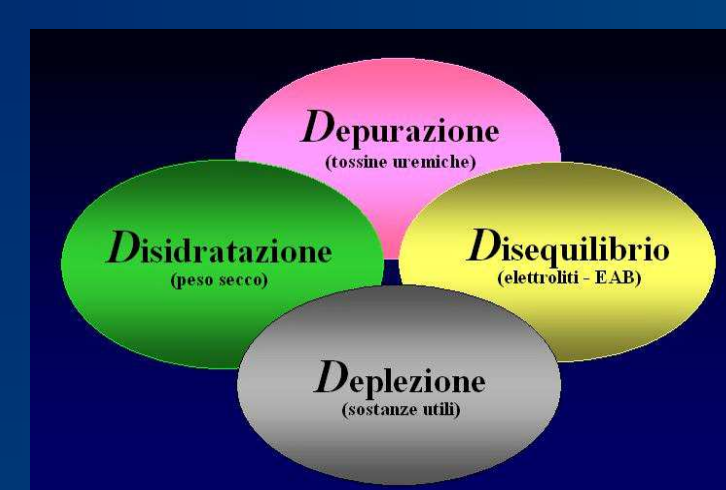 Depurazione
(tossine uremiche)
Disidratazione
(peso secco)
Disequilibrio
(elettroliti - EAB)
Deplezione
(sostanze utili)